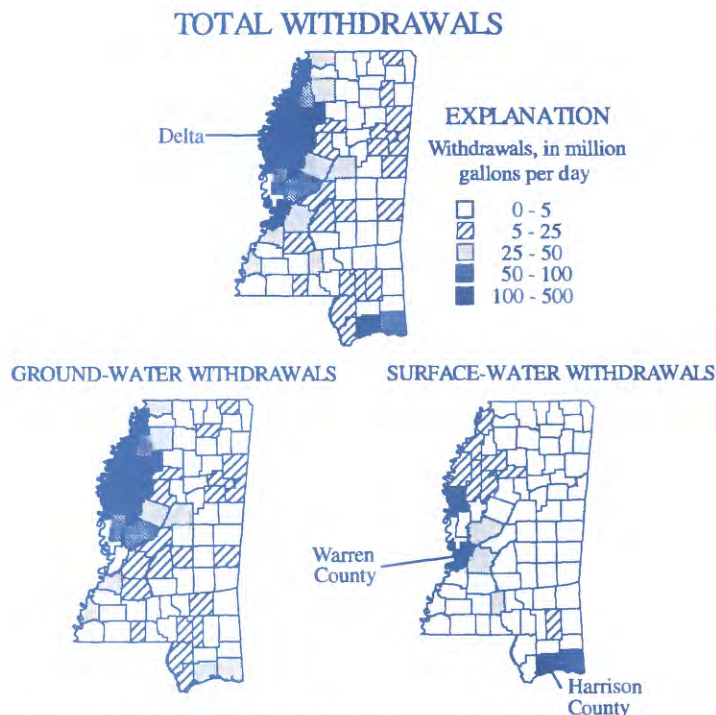 TOTAL WITHDRAWALS
Delta
EXPLANATION
Withdrawals, in million
gallons per day
0 - 5
5 - 25
25 - 50
50 - 100
100 - 500
GROUND-WATER WITHDRAWALS
SURFACE-WATER WITHDRAWALS
Warren
County
Harrison
County